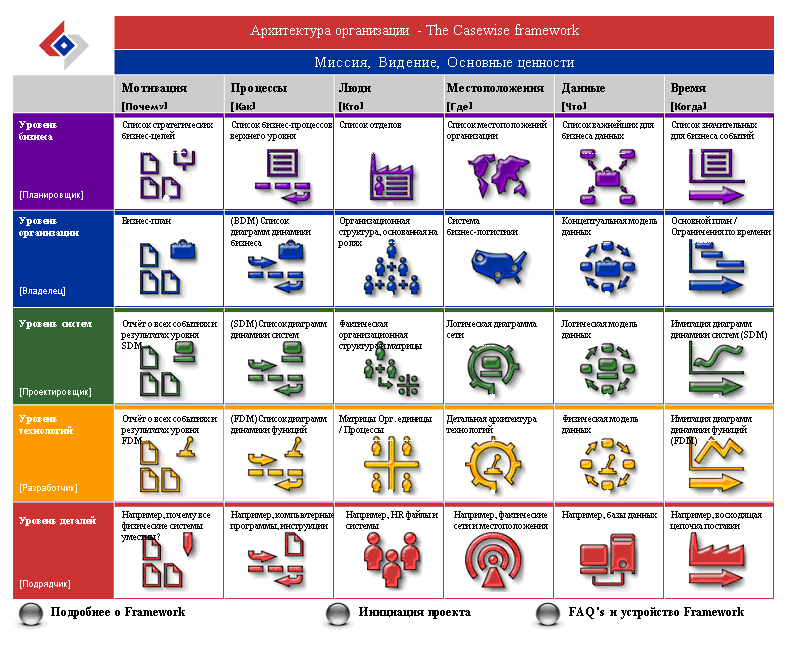 Архитектура организации - The Casewise framework
Миссия, Видение, Основные ценности
Мотивация
[Почему]
Процессы
[Как]
Люди
[Кто]
Местоположения
[Где]
Данные
[Что]
Время
[Когда]
Уровень
бизнеса
[Планировщик]
Список стратегических
бизнес-целей
Список бизнес-процессов
верхнего уровня
Список отделов
Список местоположений
организации
Список важнейших для
бизнеса данных
Список значительных
для бизнеса событий
Уровень
организации
[Владелец]
Бизнес-план
(BDM) Список
диаграмм динамики
бизнеса
Организационная
структура, основанная на
ролях
Система
бизнес-логистики
Концептуальная модель
данных
Основной план /
Ограничения по времени
Уровень систем
[Проектировщик]
Отчёт о всех события и
результатах уровня
SDM
(SDM) Список диаграмм
динамики систем
Фактическая
организационная
структура матрицы
Логическая диаграмма
сети
Логическая модель
данных
Имитация диаграмм
динамики систем (SDM)
Уровень
технологий
[Разработчик]
Отчёт о всех события и
результатах уровня
FDM
(FDM) Список диаграмм
динамики функций
Матрицы Орг. единицы
/ Процессы
Детальная архитектура
технологий
Физическая модель
данных
Имитация диаграмм
динамики функций
(FDM)
Уровень деталей
[Подрядчик]
Например, почему все
физические системы
уместны?
Например, компьютерные
программы, инструкции
Например, HR файлы и
системы
Например, фактические
сети и местоположения
Например, базы данных
Например, восходящая
цепочка поставки
Подробнее о Framework
Инициация проекта
FAQ's и устройство Framework